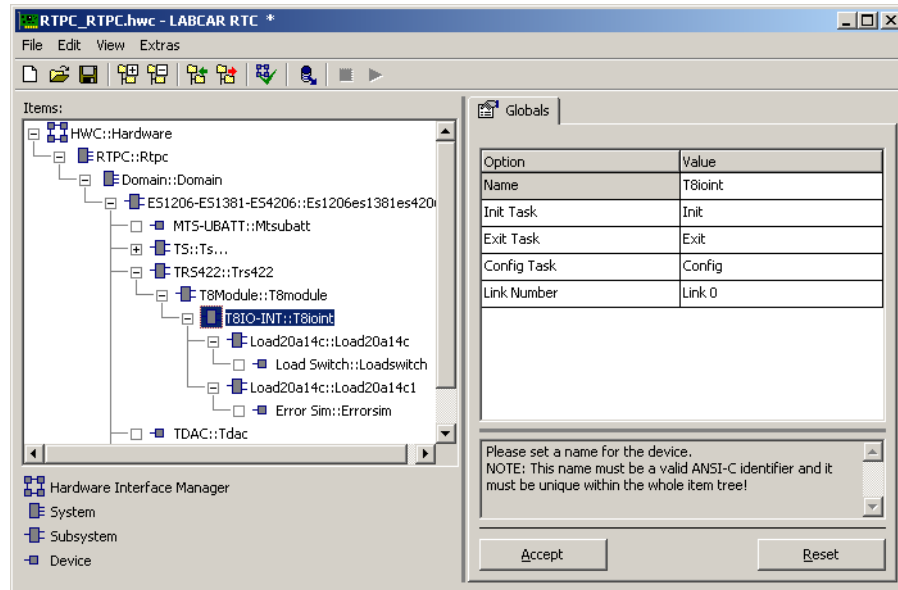 RTPC_RTPC.hwc - LABCAR RTC *
File Edit View Extras
Items:
HWC::Hardware
RTPC::Rtpc
Domain::Domain
ES1206-ES1381-ES4206::Es1206es1381es420
MTS-UBATT::Mtsubatt
TS::Ts...
TRS422::Trs422
T8Module::T8module
T8IO-INT::T8ioint
Load20a14c::Load20a14c
Load Switch::Loadswitch
Load20a14c::Load20a14c1
Error Sim::Errorsim
TDAC::Tdac
Hardware Interface Manager
System
Subsystem
Device
Globals
Option Value
Name T8ioint
Init Task Init
Exit Task Exit
Config Task Config
Link Number Link 0
Please set a name for the device.
NOTE: This name must be a valid ANSI-C identifier and it
must be unique within the whole item tree!
Accept Reset